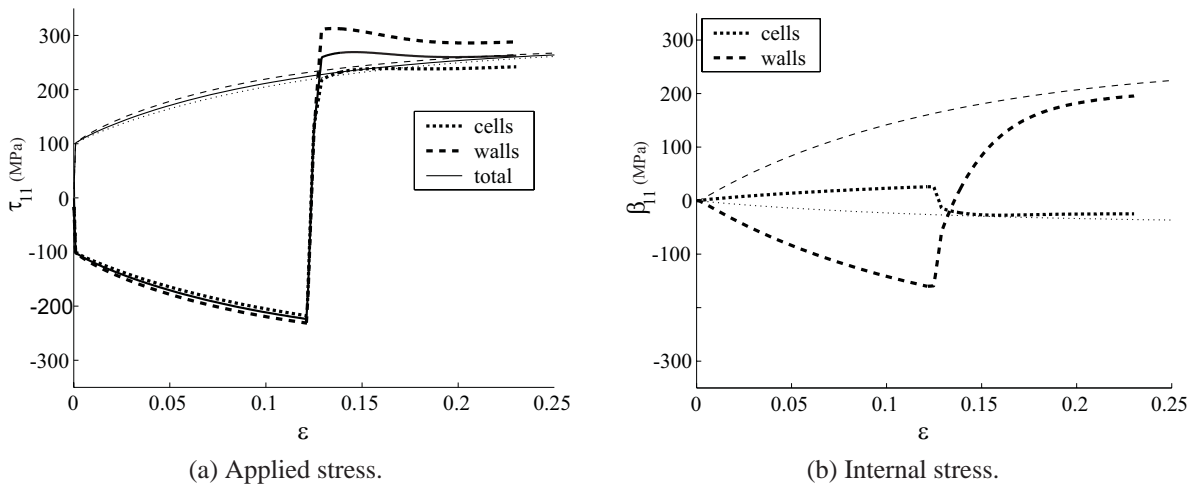 300
200
100
0
-100
-200
-300
τ11 (MPa)
cells
walls
total
0
0.05
0.1
0.15
0.2
0.25
ε
(a) Applied stress.
300
200
100
0
-100
-200
-300
β11 (MPa)
cells
walls
0
0.05
0.1
0.15
0.2
0.25
ε
(b) Internal stress.